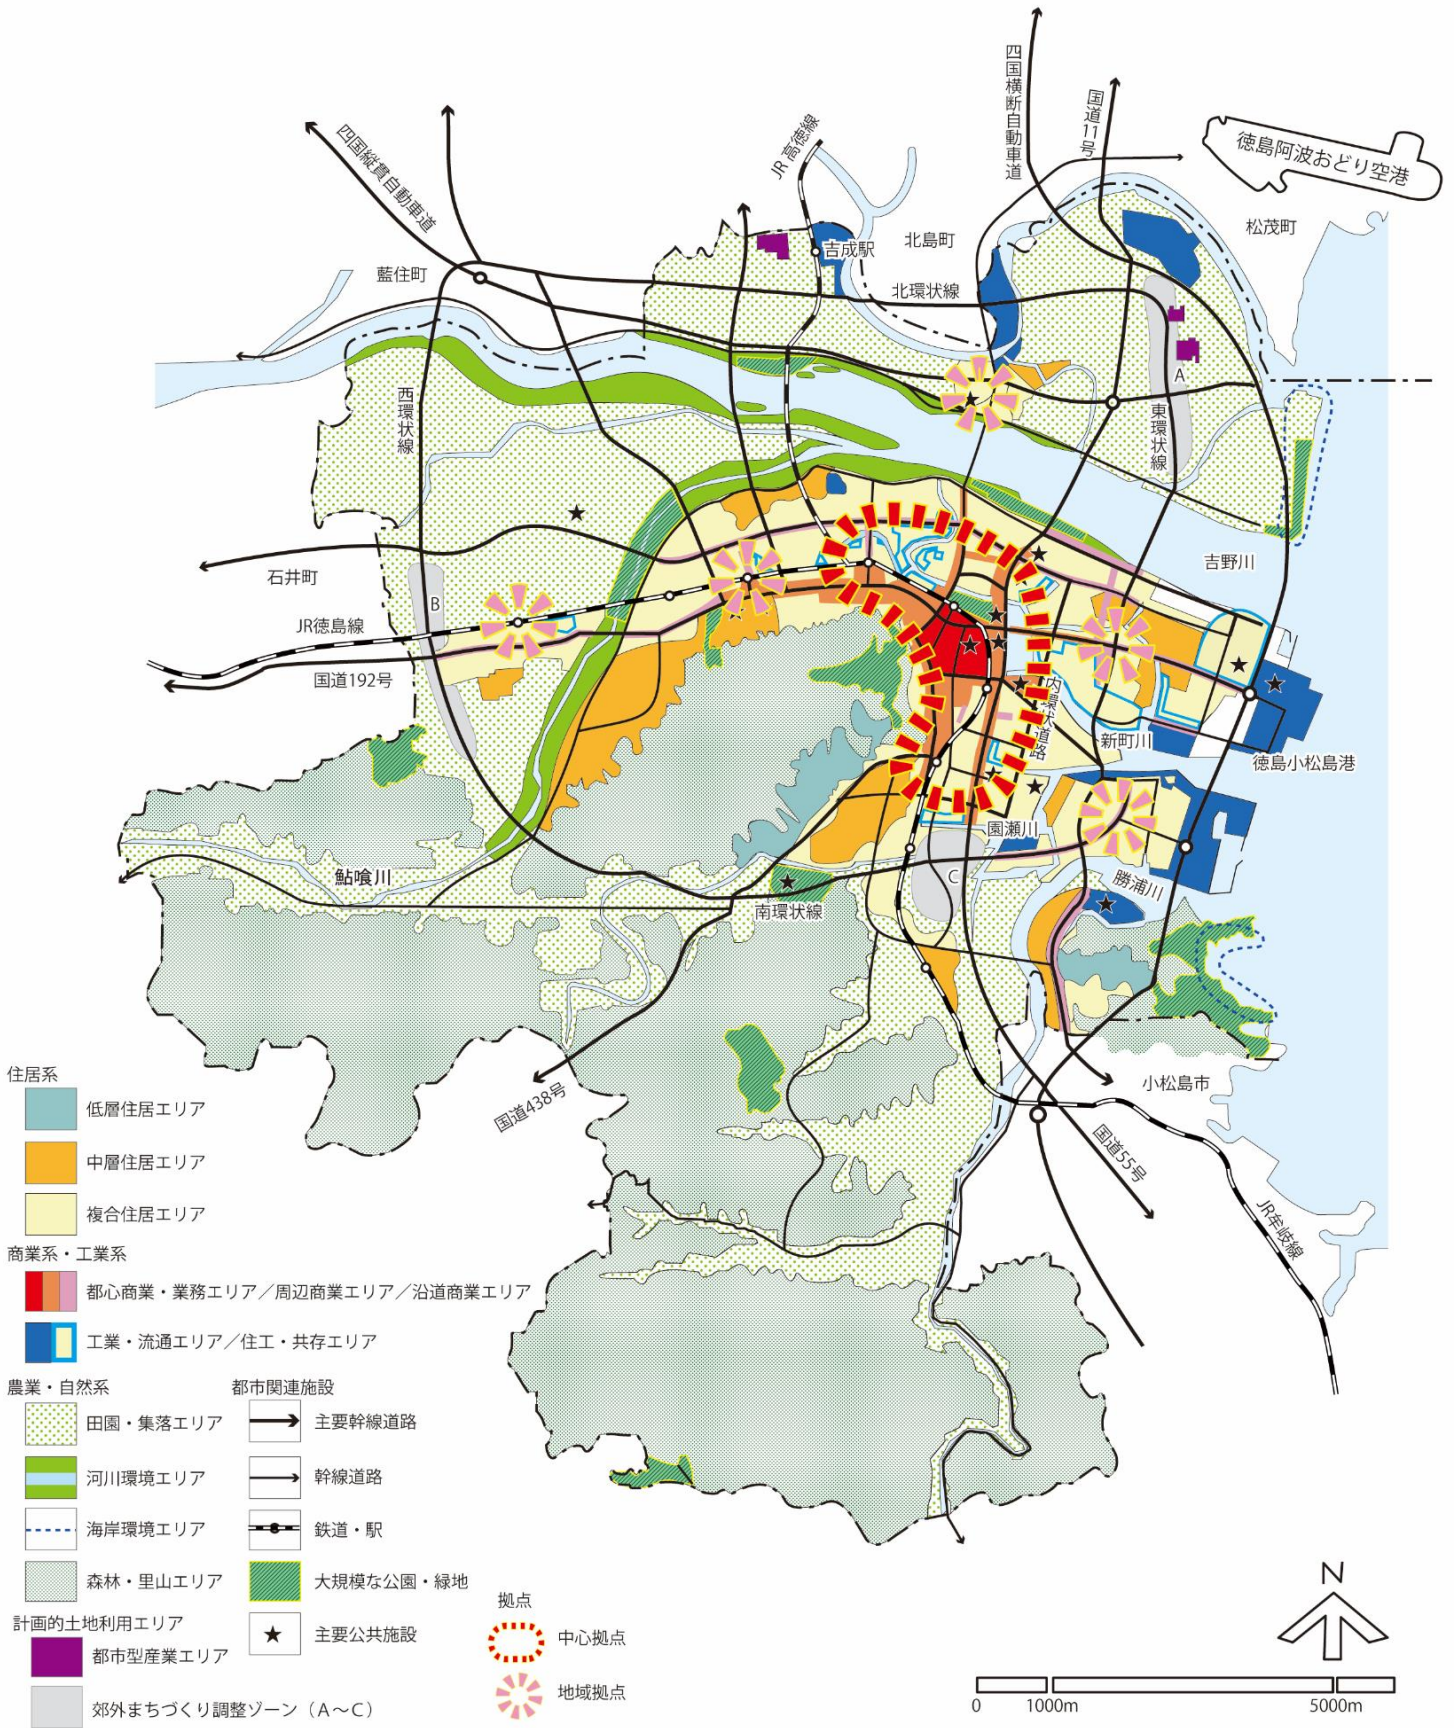 四国横断自動車道
国道11号
徳島阿波おどり空港
四国縦貫自動車道
JR高徳線
松茂町
北島町
吉成駅
藍住町
北環状線
西環状線
A
東環状線
吉野川
石井町
B
JR徳島線
国道192号
内環状道路
新町川
徳島小松島港
園瀬川
鮎喰川
C
勝浦川
南環状線
小松島市
国道438号
国道55号
JR牟岐線
住居系
低層住居エリア
中層住居エリア
複合住居エリア
商業系・工業系
都心商業・業務エリア／周辺商業エリア／沿道商業エリア
工業・流通エリア／住工・共存エリア
農業・自然系
田園・集落エリア
河川環境エリア
海岸環境エリア
森林・里山エリア
計画的土地利用エリア
都市型産業エリア
郊外まちづくり調整ゾーン（A～C）
都市関連施設
主要幹線道路
幹線道路
鉄道・駅
大規模な公園・緑地
主要公共施設
拠点
中心拠点
地域拠点
N
0 1000m 5000m